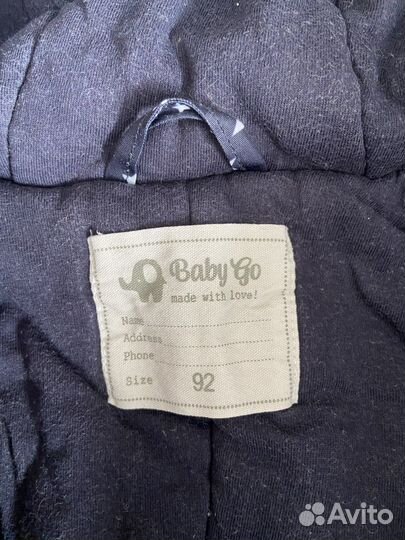 Baby Go
made with love!
Name
Address
Phone
Size 92
Avito